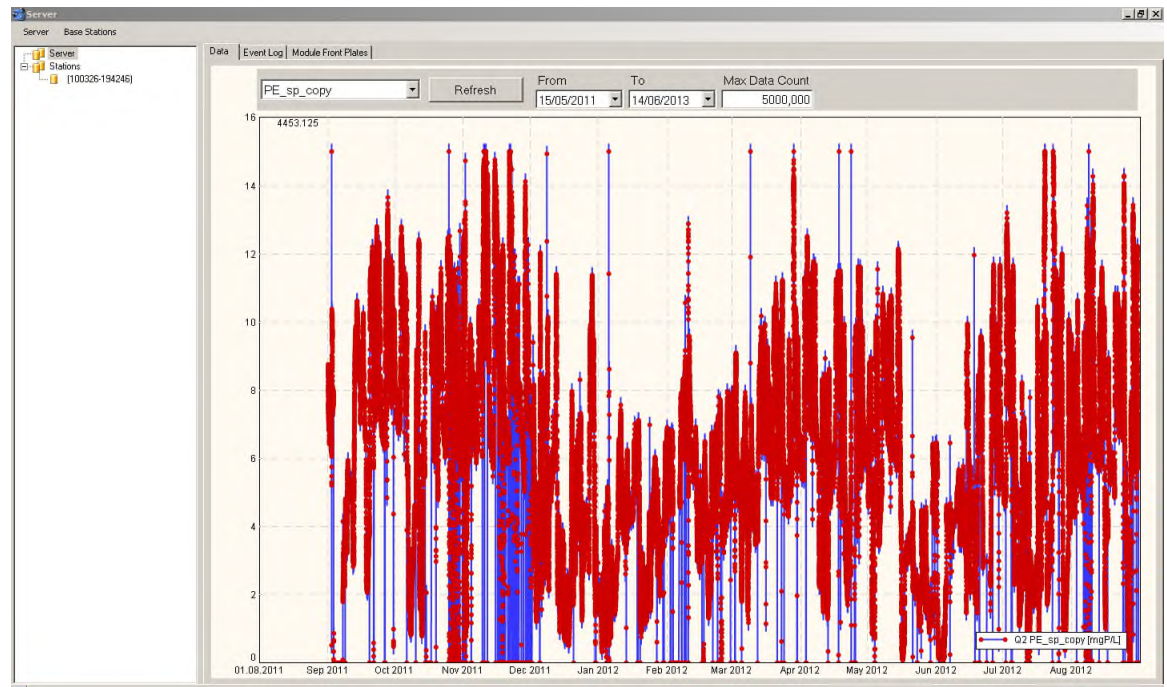 Server
Server Base Stations
Server
Stations
(100326-194246)
Data Event Log Module Front Plates
PE_sp_copy Refresh
From To Max Data Count
15/05/2011 14/06/2013 5000,000
4453.125
16
14
12
10
8
6
4
2
0
Q2 PE_sp_copy [mgP/L]
01.08.2011 Sep 2011 Oct 2011 Nov 2011 Dec 2011 Jan 2012 Feb 2012 Mar 2012 Apr 2012 May 2012 Jun 2012 Jul 2012 Aug 2012